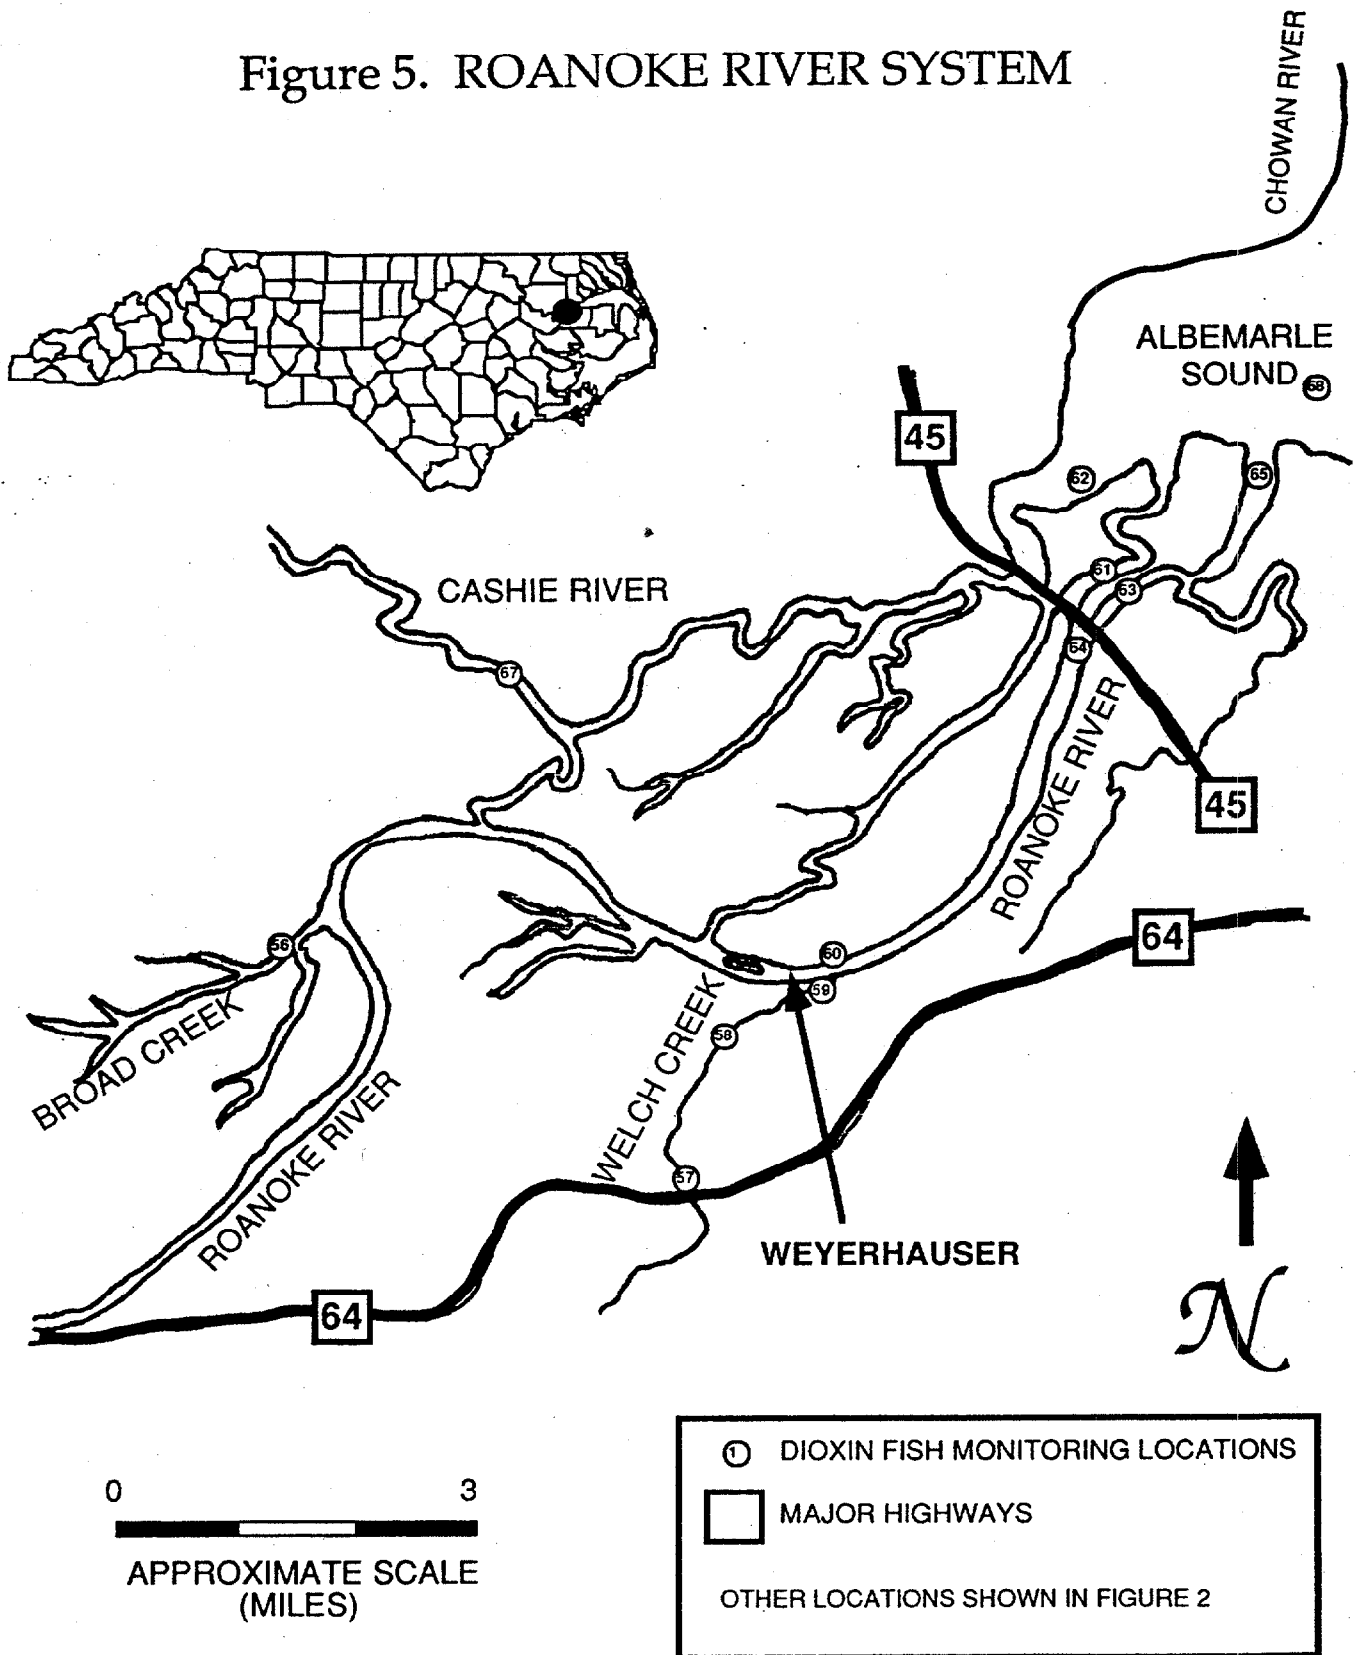 Figure 5. ROANOKE RIVER SYSTEM
CHOWAN RIVER
ALBEMARLE
SOUND
68
45
62
65
CASHIE RIVER
61
63
64
67
ROANOKE RIVER
45
64
56
60
59
58
WELCH CREEK
BROAD CREEK
ROANOKE RIVER
57
WEYERHAUSER
64
N
0 3
APPROXIMATE SCALE
(MILES)
1 DIOXIN FISH MONITORING LOCATIONS
MAJOR HIGHWAYS
OTHER LOCATIONS SHOWN IN FIGURE 2